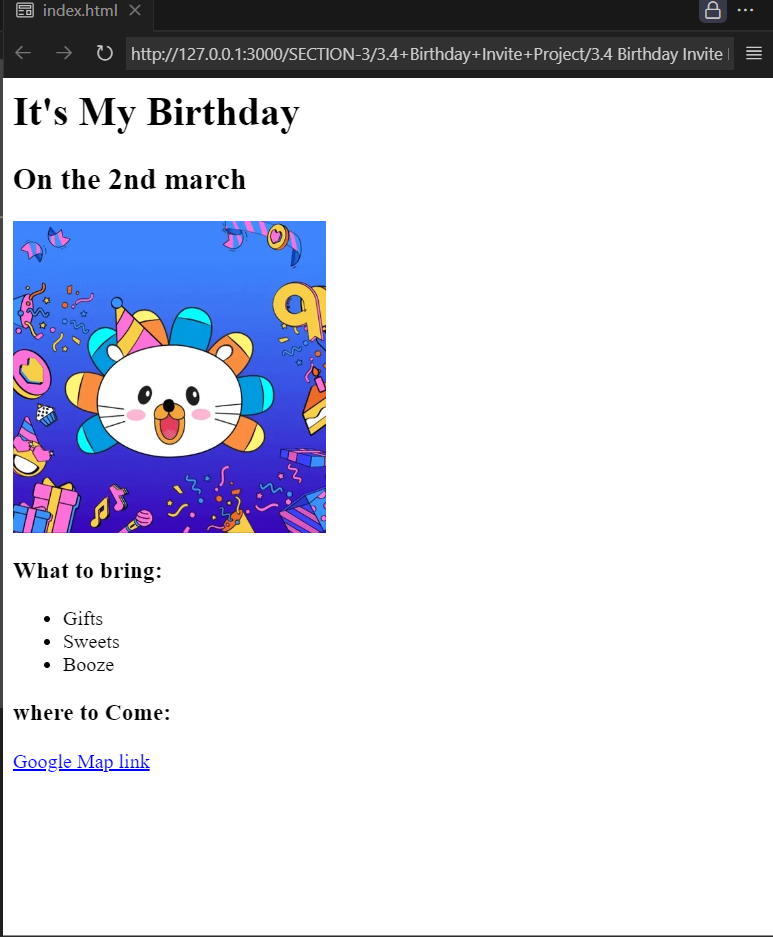 index.html
http://127.0.0.1:3000/SECTION-3/3.4+Birthday+Invite+Project/3.4 Birthday Invite
It's My Birthday
On the 2nd march
What to bring:
Gifts
Sweets
Booze
where to Come:
Google Map link